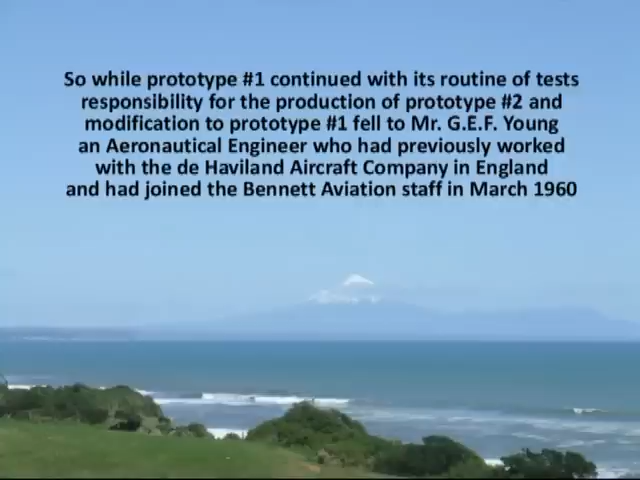 So while prototype #1 continued with its routine of tests
responsibility for the production of prototype #2 and
modification to prototype #1 fell to Mr. G.E.F. Young
an Aeronautical Engineer who had previously worked
with the de Haviland Aircraft Company in England
and had joined the Bennett Aviation staff in March 1960